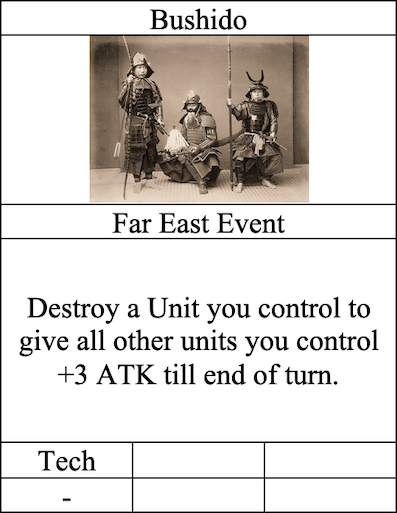 Bushido
Far East Event
Destroy a Unit you control to
give all other units you control
+3 ATK till end of turn.
Tech
-